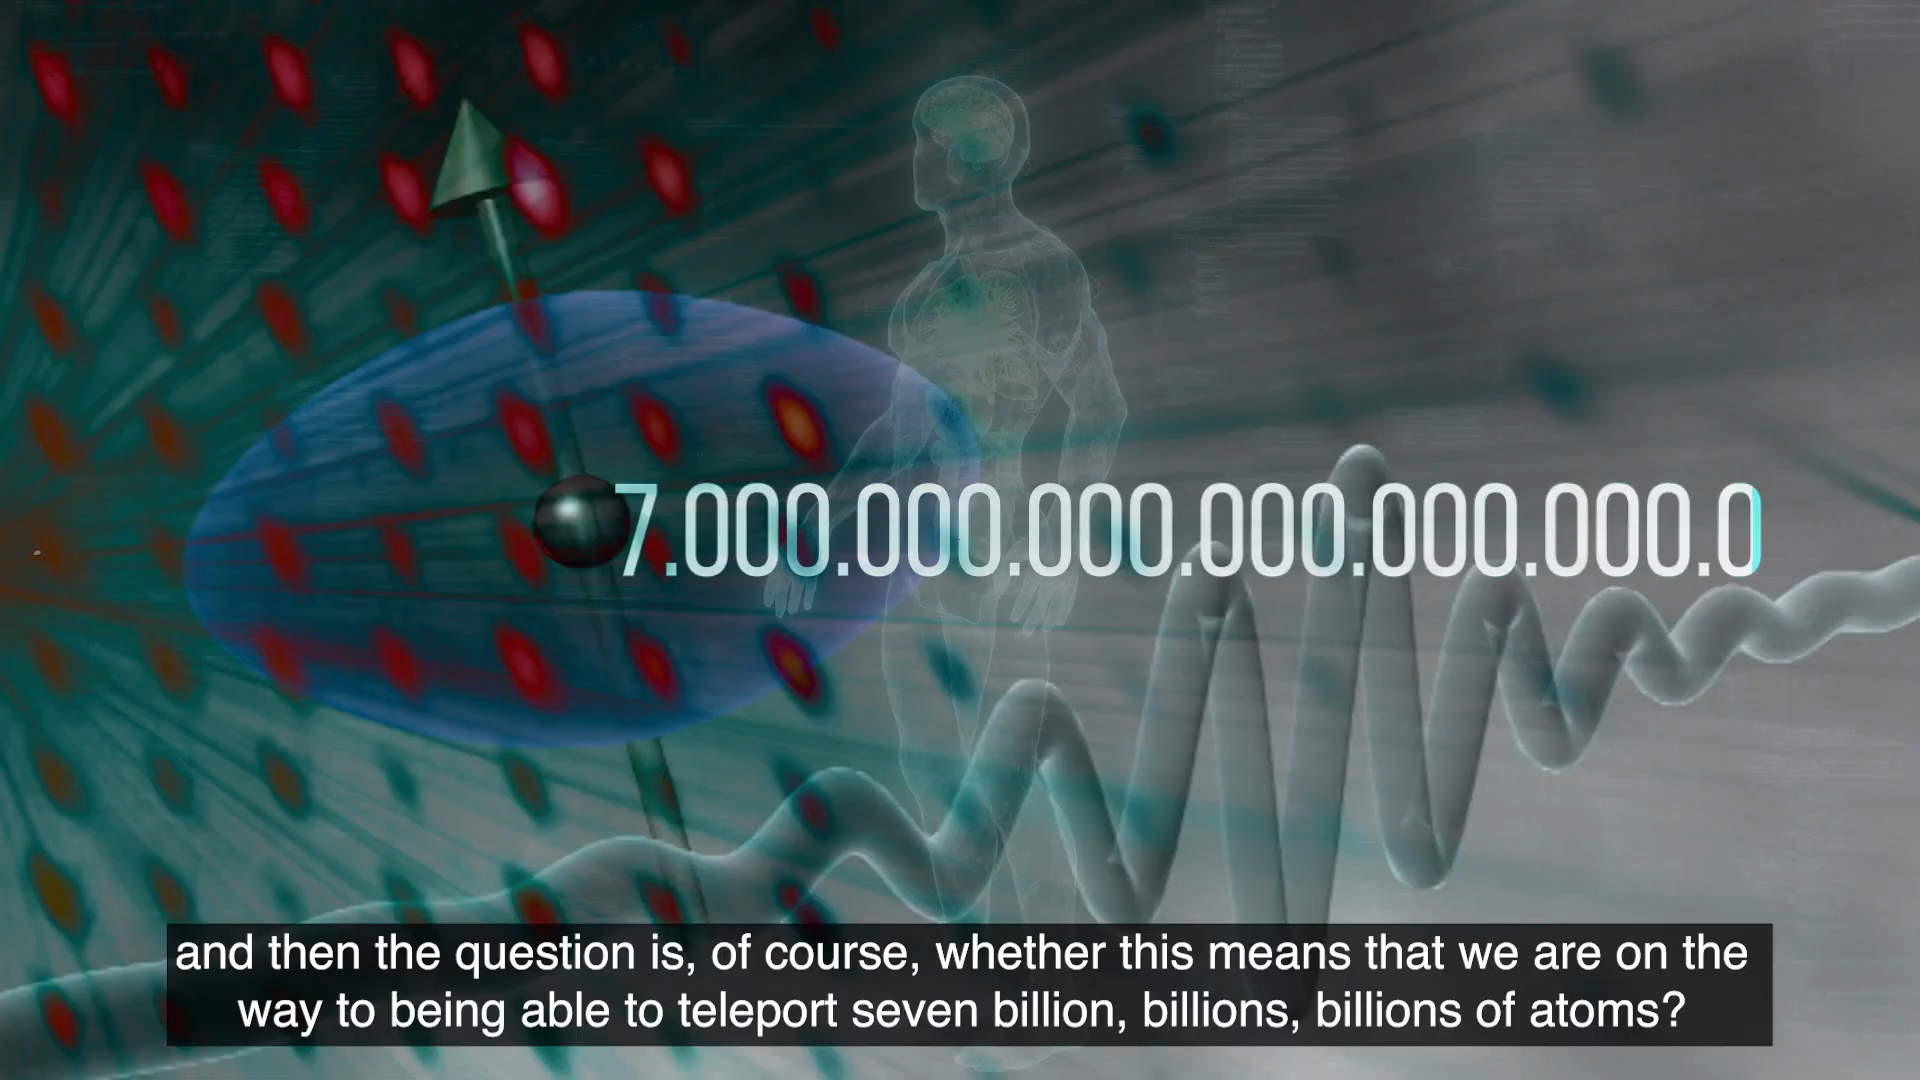 7.000.000.000.000.000.000.0
and then the question is, of course, whether this means that we are on the
way to being able to teleport seven billion, billions, billions of atoms?